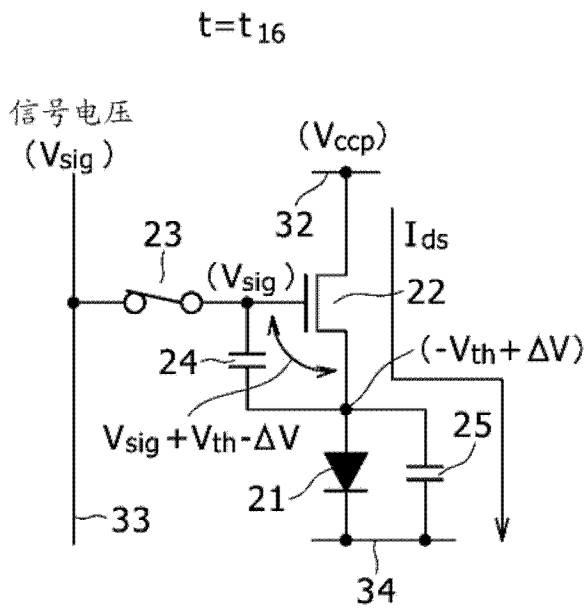 t=t16
信号电压
(Vsig)
(Vccp)
32
Ids
23
(Vsig)
22
24
(-Vth+ΔV)
Vsig+Vth-ΔV
25
21
33
34